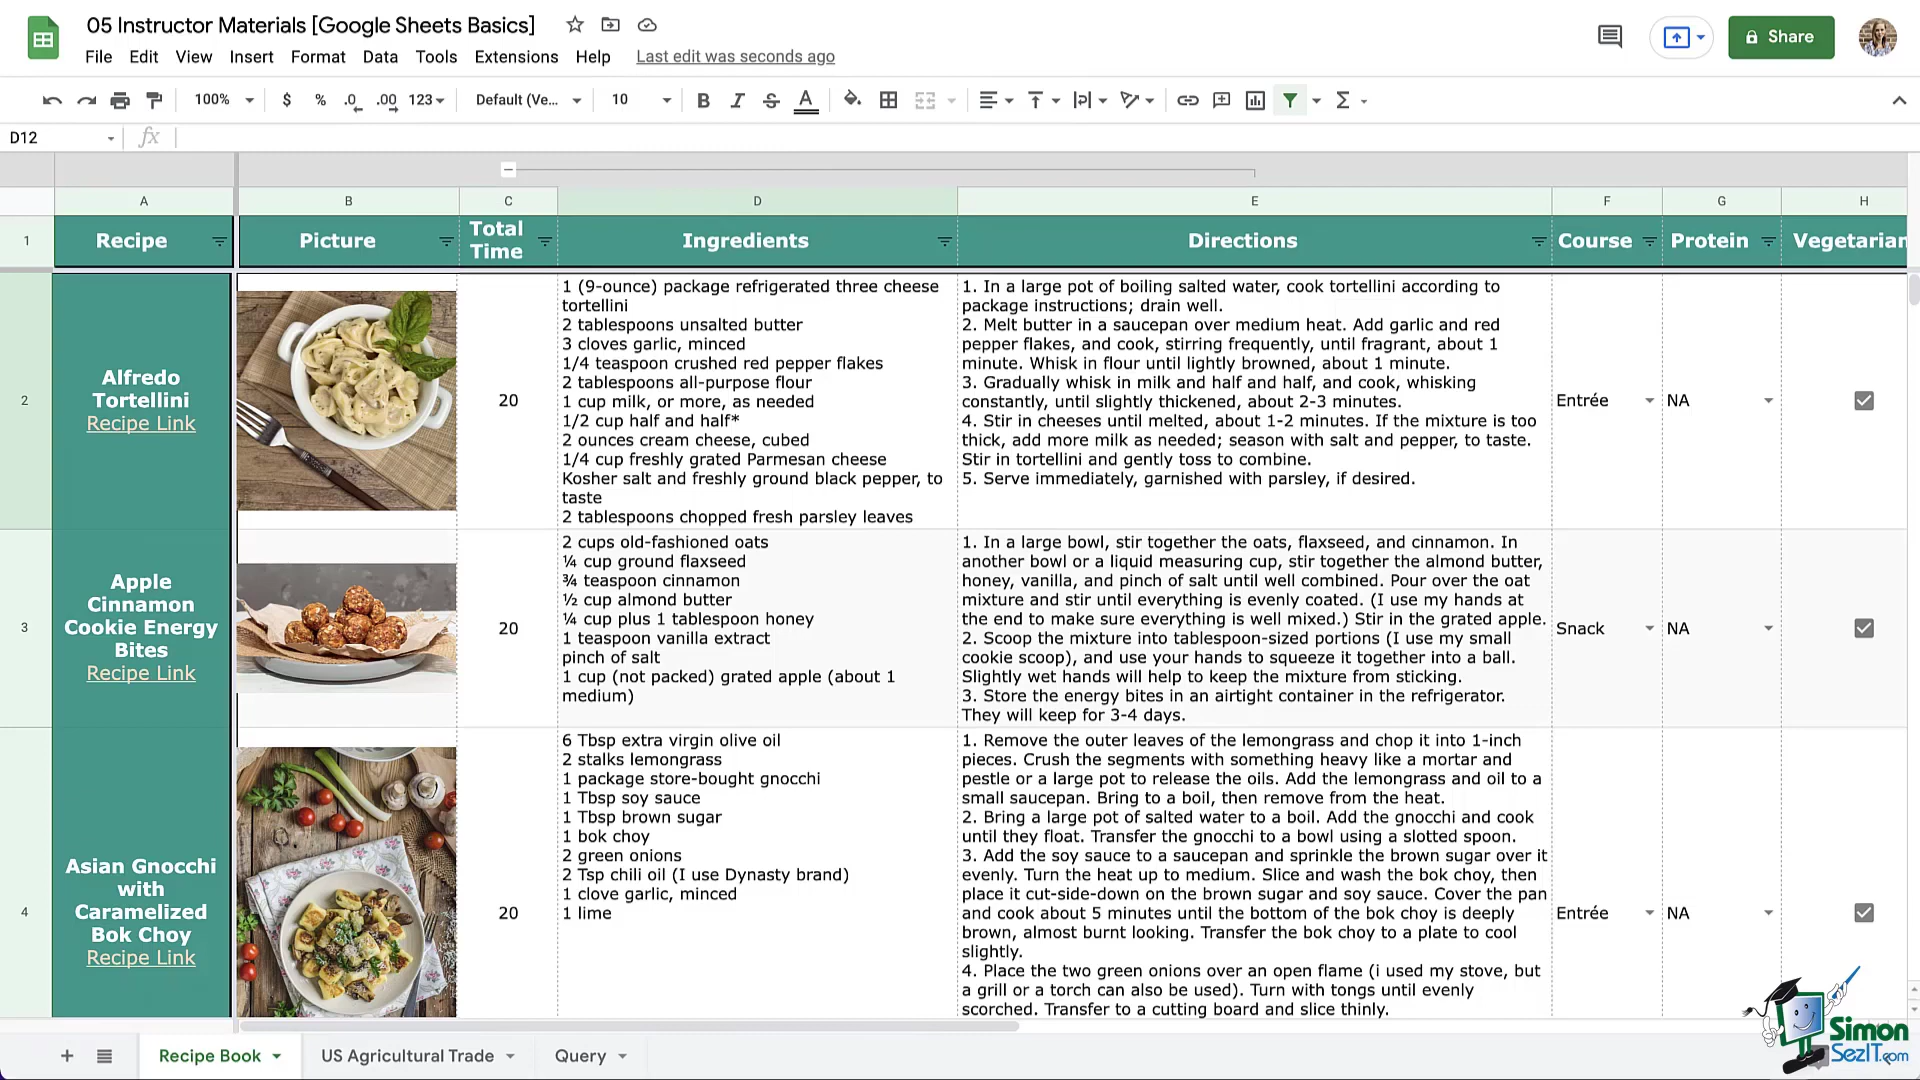 05 Instructor Materials [Google Sheets Basics]
File Edit View Insert Format Data Tools Extensions Help Last edit was seconds ago
Share
100% $ % .0 .00 123 Default (Ve... 10 B I S A Σ
D12 fx
A B C D E F G H
1 Recipe Picture Total Time Ingredients Directions Course Protein Vegetarian
2
Alfredo
Tortellini
Recipe Link
20
1 (9-ounce) package refrigerated three cheese
tortellini
2 tablespoons unsalted butter
3 cloves garlic, minced
1/4 teaspoon crushed red pepper flakes
2 tablespoons all-purpose flour
1 cup milk, or more, as needed
1/2 cup half and half*
2 ounces cream cheese, cubed
1/4 cup freshly grated Parmesan cheese
Kosher salt and freshly ground black pepper, to
taste
2 tablespoons chopped fresh parsley leaves
1. In a large pot of boiling salted water, cook tortellini according to
package instructions; drain well.
2. Melt butter in a saucepan over medium heat. Add garlic and red
pepper flakes, and cook, stirring frequently, until fragrant, about 1
minute. Whisk in flour until lightly browned, about 1 minute.
3. Gradually whisk in milk and half and half, and cook, whisking
constantly, until slightly thickened, about 2-3 minutes.
4. Stir in cheeses until melted, about 1-2 minutes. If the mixture is too
thick, add more milk as needed; season with salt and pepper, to taste.
Stir in tortellini and gently toss to combine.
5. Serve immediately, garnished with parsley, if desired.
Entrée NA
3
Apple
Cinnamon
Cookie Energy
Bites
Recipe Link
20
2 cups old-fashioned oats
¼ cup ground flaxseed
¾ teaspoon cinnamon
½ cup almond butter
¼ cup plus 1 tablespoon honey
1 teaspoon vanilla extract
pinch of salt
1 cup (not packed) grated apple (about 1
medium)
1. In a large bowl, stir together the oats, flaxseed, and cinnamon. In
another bowl or a liquid measuring cup, stir together the almond butter,
honey, vanilla, and pinch of salt until well combined. Pour over the oat
mixture and stir until everything is evenly coated. (I use my hands at
the end to make sure everything is well mixed.) Stir in the grated apple.
2. Scoop the mixture into tablespoon-sized portions (I use my small
cookie scoop), and use your hands to squeeze it together into a ball.
Slightly wet hands will help to keep the mixture from sticking.
3. Store the energy bites in an airtight container in the refrigerator.
They will keep for 3-4 days.
Snack NA
4
Asian Gnocchi
with
Caramelized
Bok Choy
Recipe Link
20
6 Tbsp extra virgin olive oil
2 stalks lemongrass
1 package store-bought gnocchi
1 Tbsp soy sauce
1 Tbsp brown sugar
1 bok choy
2 green onions
2 Tsp chili oil (I use Dynasty brand)
1 clove garlic, minced
1 lime
1. Remove the outer leaves of the lemongrass and chop it into 1-inch
pieces. Crush the segments with something heavy like a mortar and
pestle or a large pot to release the oils. Add the lemongrass and oil to a
small saucepan. Bring to a boil, then remove from the heat.
2. Bring a large pot of salted water to a boil. Add the gnocchi and cook
until they float. Transfer the gnocchi to a bowl using a slotted spoon.
3. Add the soy sauce to a saucepan and sprinkle the brown sugar over it
evenly. Turn the heat up to medium. Slice and wash the bok choy, then
place it cut-side-down on the brown sugar and soy sauce. Cover the pan
and cook about 5 minutes until the bottom of the bok choy is deeply
brown, almost burnt looking. Transfer the bok choy to a plate to cool
slightly.
4. Place the two green onions over an open flame (i used my stove, but
a grill or a torch can also be used). Turn with tongs until evenly
scorched. Transfer to a cutting board and slice thinly.
Entrée NA
Recipe Book US Agricultural Trade Query
Simon
SezIT.com